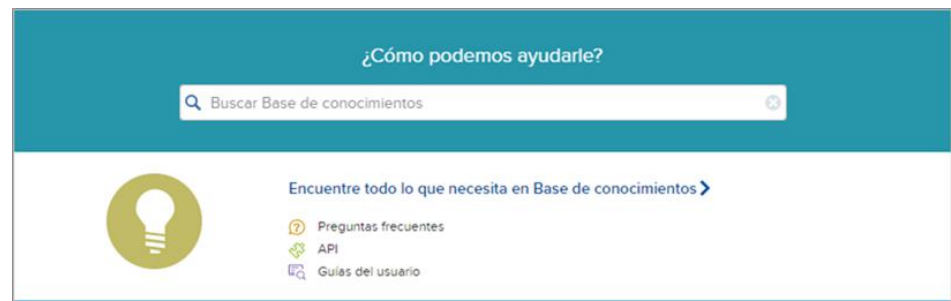 ¿Cómo podemos ayudarle?
Buscar Base de conocimientos
Encuentre todo lo que necesita en Base de conocimientos
Preguntas frecuentes
API
Guías del usuario